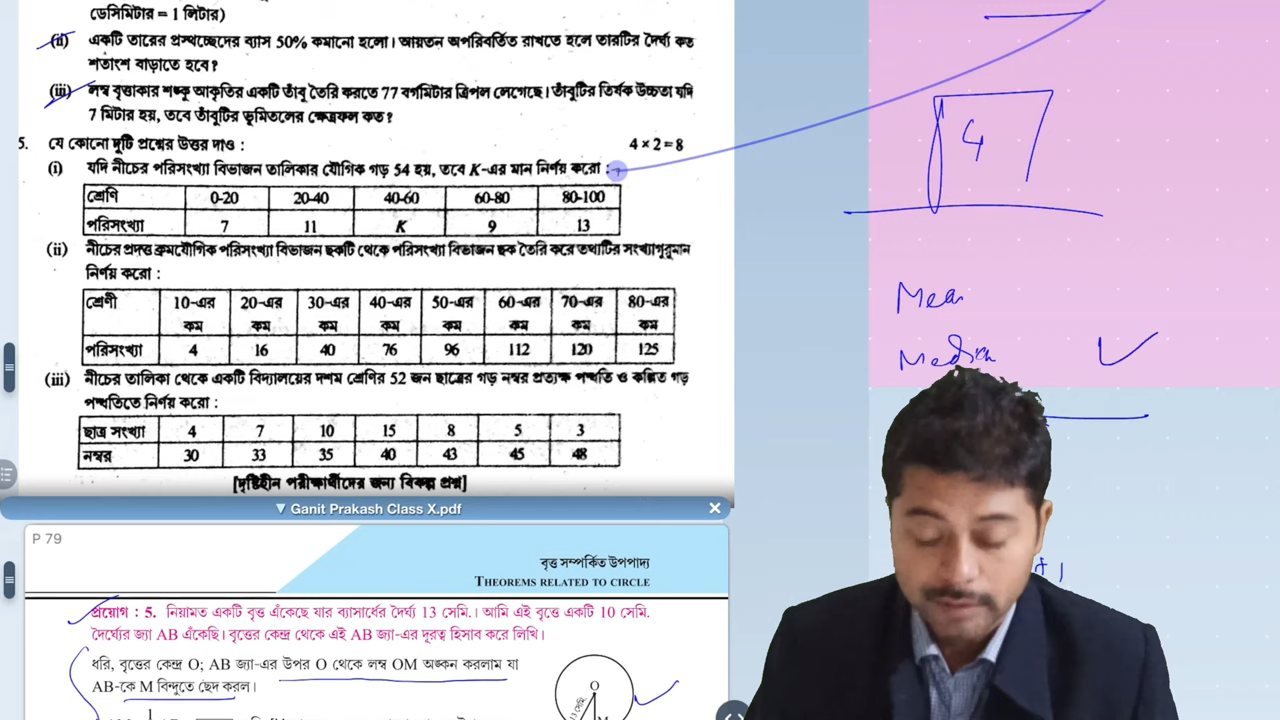 ডেসিমিটার = 1 লিটার)
(ii) একটি তারের প্রস্থচ্ছেদের ব্যাস 50% কমানো হলো। আয়তন অপরিবর্তিত রাখতে হলে তারটির দৈর্ঘ্য কত
শতাংশ বাড়াতে হবে?
(iii) লম্ব বৃত্তাকার শঙ্কু আকৃতির একটি তাঁবু তৈরি করতে 77 বর্গমিটার ত্রিপল লেগেছে। তাঁবুটির তির্যক উচ্চতা যদি
7 মিটার হয়, তবে তাঁবুটির ভূমিতলের ক্ষেত্রফল কত?
5. যে কোনো দুটি প্রশ্নের উত্তর দাও : 4 × 2 = 8
(i) যদি নীচের পরিসংখ্যা বিভাজন তালিকার যৌগিক গড় 54 হয়, তবে K-এর মান নির্ণয় করো :
শ্রেণি 0-20 20-40 40-60 60-80 80-100
পরিসংখ্যা 7 11 K 9 13
(ii) নীচের প্রদত্ত ক্রমযৌগিক পরিসংখ্যা বিভাজন ছকটি থেকে পরিসংখ্যা বিভাজন ছক তৈরি করে তথ্যটির সংখ্যাগুরুমান
নির্ণয় করো :
শ্রেণী 10-এর 20-এর 30-এর 40-এর 50-এর 60-এর 70-এর 80-এর
কম কম কম কম কম কম কম কম
পরিসংখ্যা 4 16 40 76 96 112 120 125
(iii) নীচের তালিকা থেকে একটি বিদ্যালয়ের দশম শ্রেণির 52 জন ছাত্রের গড় নম্বর প্রত্যক্ষ পদ্ধতি ও কল্পিত গড়
পদ্ধতিতে নির্ণয় করো :
ছাত্র সংখ্যা 4 7 10 15 8 5 3
নম্বর 30 33 35 40 43 45 48
[দৃষ্টিহীন পরীক্ষার্থীদের জন্য বিকল্প প্রশ্ন]
▼ Ganit Prakash Class X.pdf ✕
P 79
বৃত্ত সম্পর্কিত উপপাদ্য
THEOREMS RELATED TO CIRCLE
প্রয়োগ : 5. নিয়ামত একটি বৃত্ত এঁকেছে যার ব্যাসার্ধের দৈর্ঘ্য 13 সেমি.। আমি এই বৃত্তে একটি 10 সেমি.
দৈর্ঘ্যের জ্যা AB এঁকেছি। বৃত্তের কেন্দ্র থেকে এই AB জ্যা-এর দূরত্ব হিসাব করে লিখি।
ধরি, বৃত্তের কেন্দ্র O; AB জ্যা-এর উপর O থেকে লম্ব OM অঙ্কন করলাম যা
AB-কে M বিন্দুতে ছেদ করল।
O
13 সেমি.
M
4
Mea
Median